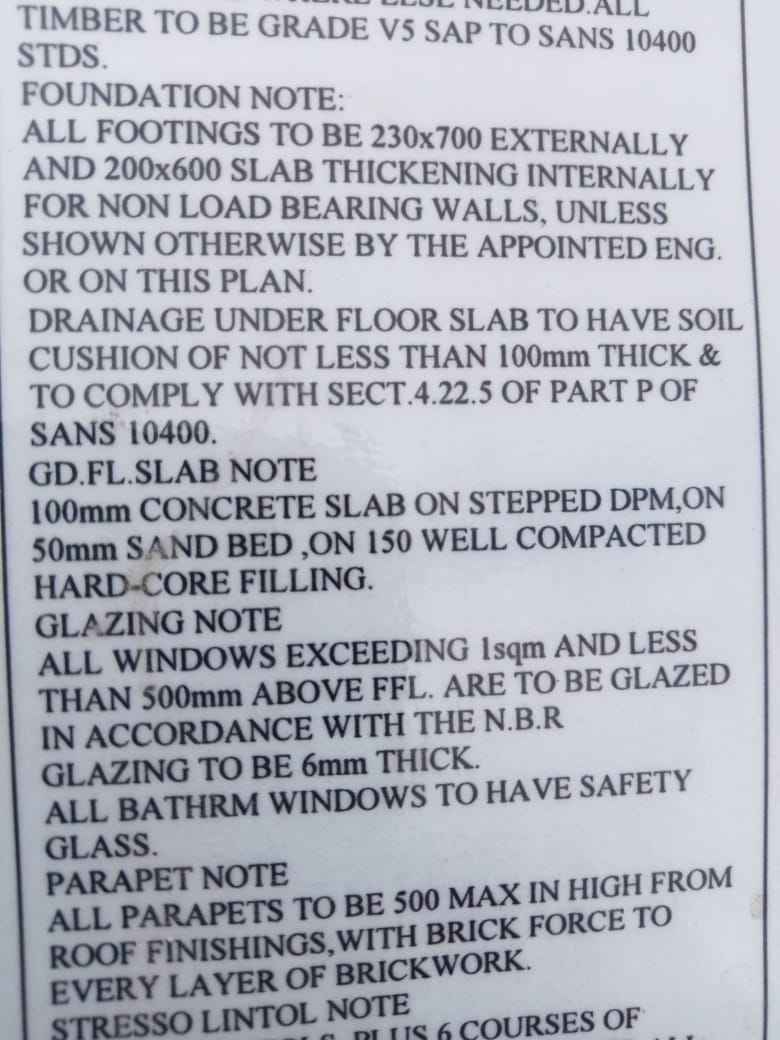 NEEDED.ALL
TIMBER TO BE GRADE V5 SAP TO SANS 10400
STDS.
FOUNDATION NOTE:
ALL FOOTINGS TO BE 230x700 EXTERNALLY
AND 200x600 SLAB THICKENING INTERNALLY
FOR NON LOAD BEARING WALLS, UNLESS
SHOWN OTHERWISE BY THE APPOINTED ENG.
OR ON THIS PLAN.
DRAINAGE UNDER FLOOR SLAB TO HAVE SOIL
CUSHION OF NOT LESS THAN 100mm THICK &
TO COMPLY WITH SECT.4.22.5 OF PART P OF
SANS 10400.
GD.FL.SLAB NOTE
100mm CONCRETE SLAB ON STEPPED DPM,ON
50mm SAND BED ,ON 150 WELL COMPACTED
HARD-CORE FILLING.
GLAZING NOTE
ALL WINDOWS EXCEEDING 1sqm AND LESS
THAN 500mm ABOVE FFL. ARE TO BE GLAZED
IN ACCORDANCE WITH THE N.B.R
GLAZING TO BE 6mm THICK.
ALL BATHRM WINDOWS TO HAVE SAFETY
GLASS.
PARAPET NOTE
ALL PARAPETS TO BE 500 MAX IN HIGH FROM
ROOF FINISHINGS,WITH BRICK FORCE TO
EVERY LAYER OF BRICKWORK.
STRESSO LINTOL NOTE
PLUS 6 COURSES OF